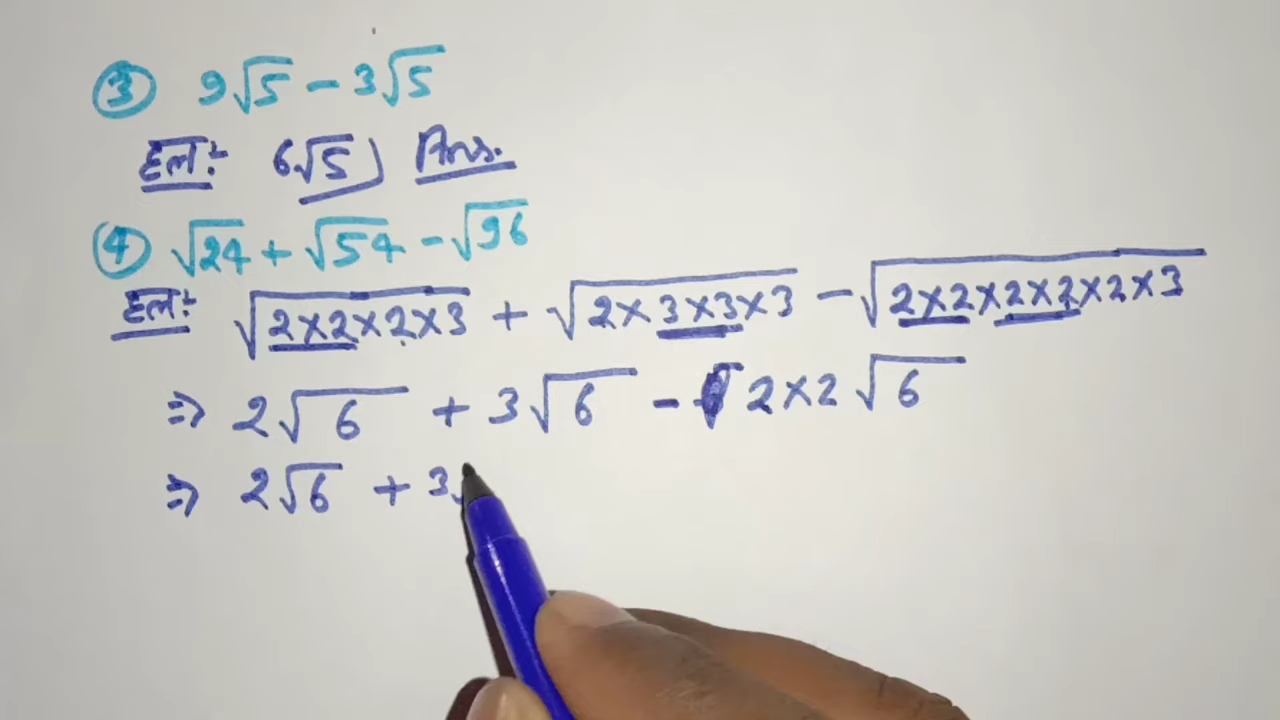 ③ 9√5 - 3√5
हल:- 6√5 Ans.
④ √24 + √54 - √96
हल:- √2×2×2×3 + √2×3×3×3 - √2×2×2×2×2×3
⇒ 2√6 + 3√6 - 2×2√6
⇒ 2√6 + 3√